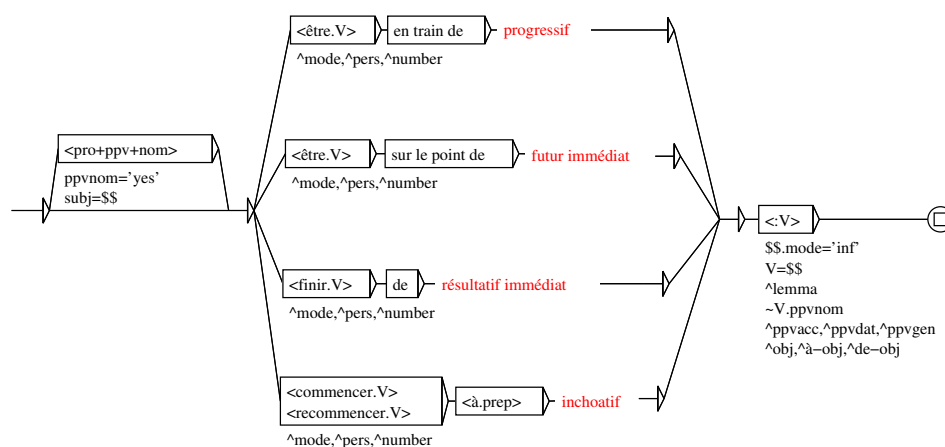 <être.V> en train de progressif
^mode,^pers,^number
<pro+ppv+nom>
ppvnom='yes'
subj=$$
<être.V> sur le point de futur immédiat
^mode,^pers,^number
<:V>
$$.mode='inf'
V=$$
^lemma
~V.ppvnom
^ppvacc,^ppvdat,^ppvgen
^obj,^à−obj,^de−obj
<finir.V> de résultatif immédiat
^mode,^pers,^number
<commencer.V>
<recommencer.V>
<à.prep> inchoatif
^mode,^pers,^number